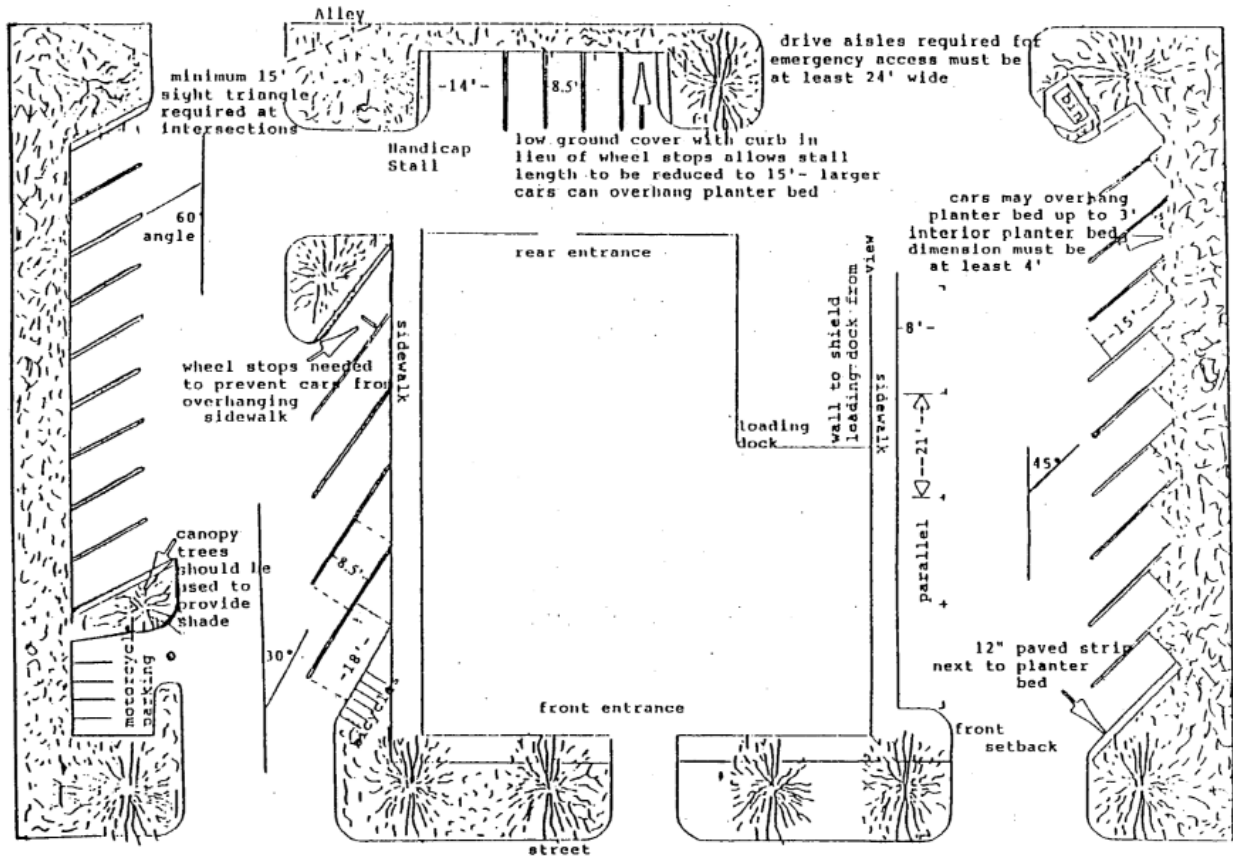 Alley
minimum 15'
sight triangle
required at
intersections
-14'-
8.5'
drive aisles required for
emergency access must be
at least 24' wide
Handicap
Stall
low ground cover with curb in
lieu of wheel stops allows stall
length to be reduced to 15'- larger
cars can overhang planter bed
60
angle
cars may overhang
planter bed up to 3'
interior planter bed
dimension must be
at least 4'
rear entrance
sidewalk
wheel stops needed
to prevent cars from
overhanging
sidewalk
wall to shield
loading dock from
view
sidewalk
8'-
-15'-
loading
dock
--21'--
45°
parallel
canopy
trees
should be
used to
provide
shade
-8.5'-
30°
-18'-
motorcycle
parking
bicycles
front entrance
12" paved strip
next to planter
bed
front
setback
street